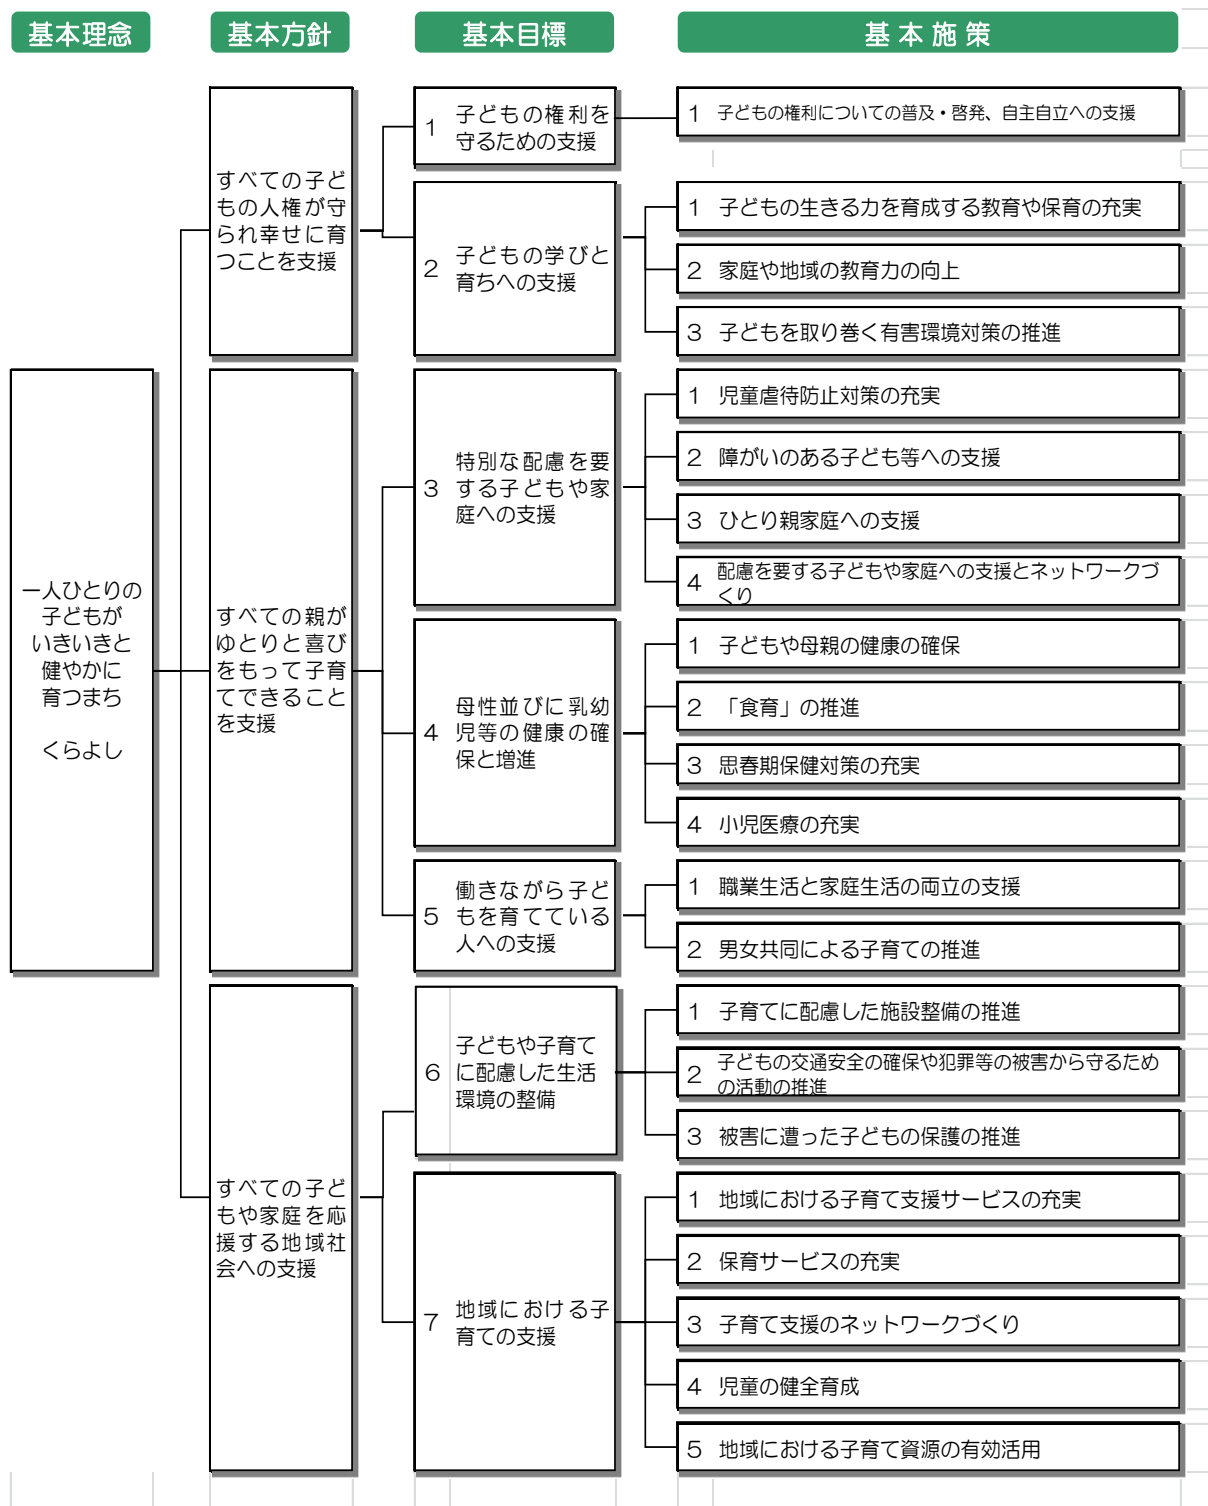 基本理念
基本方針
基本目標
基本施策
一人ひとりの
子どもが
いきいきと
健やかに
育つまち
くらよし
すべての子ど
もの人権が守
られ幸せに育
つことを支援
1 子どもの権利を
守るための支援
1 子どもの権利についての普及・啓発、自主自立への支援
2 子どもの学びと
育ちへの支援
1 子どもの生きる力を育成する教育や保育の充実
2 家庭や地域の教育力の向上
3 子どもを取り巻く有害環境対策の推進
すべての親が
ゆとりと喜び
をもって子育
てできること
を支援
3 特別な配慮を要
する子どもや家
庭への支援
1 児童虐待防止対策の充実
2 障がいのある子ども等への支援
3 ひとり親家庭への支援
4 配慮を要する子どもや家庭への支援とネットワークづ
くり
4 母性並びに乳幼
児等の健康の確
保と増進
1 子どもや母親の健康の確保
2 「食育」の推進
3 思春期保健対策の充実
4 小児医療の充実
5 働きながら子ど
もを育てている
人への支援
1 職業生活と家庭生活の両立の支援
2 男女共同による子育ての推進
すべての子ど
もや家庭を応
援する地域社
会への支援
6 子どもや子育て
に配慮した生活
環境の整備
1 子育てに配慮した施設整備の推進
2 子どもの交通安全の確保や犯罪等の被害から守るため
の活動の推進
3 被害に遭った子どもの保護の推進
7 地域における子
育ての支援
1 地域における子育て支援サービスの充実
2 保育サービスの充実
3 子育て支援のネットワークづくり
4 児童の健全育成
5 地域における子育て資源の有効活用